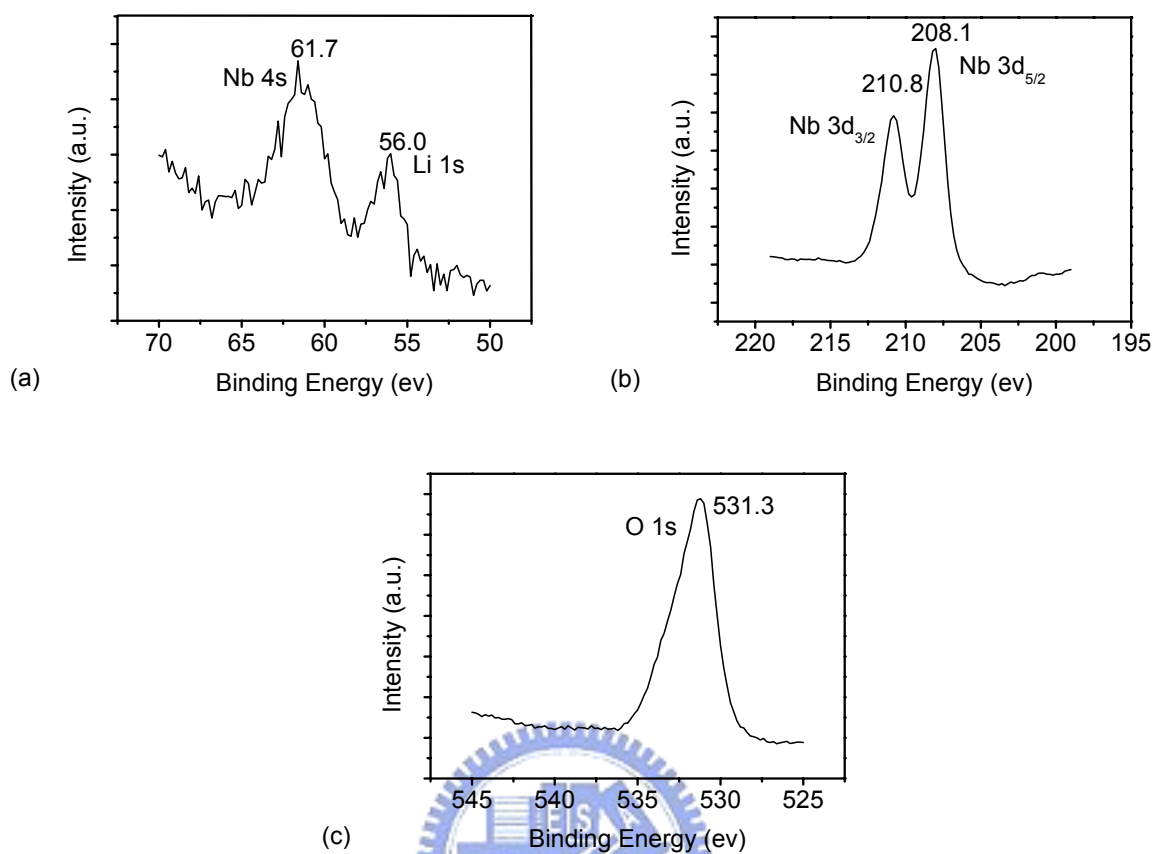 61.7
Nb 4s
56.0
Li 1s
Intensity (a.u.)
70 65 60 55 50
Binding Energy (ev)
(a)
208.1
Nb 3d5/2
210.8
Nb 3d3/2
Intensity (a.u.)
220 215 210 205 200 195
Binding Energy (ev)
(b)
O 1s
531.3
Intensity (a.u.)
545 540 535 530 525
Binding Energy (ev)
(c)